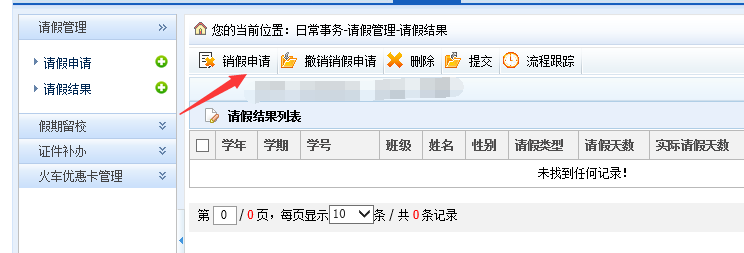 请假管理
请假申请
请假结果
假期留校
证件补办
火车优惠卡管理
您的当前位置：日常事务-请假管理-请假结果
销假申请 撤销销假申请 删除 提交 流程跟踪
请假结果列表
学年 学期 学号 班级 姓名 性别 请假类型 请假天数 实际请假天数
未找到任何记录!
第 0 / 0 页，每页显示 10 条 / 共 0 条记录